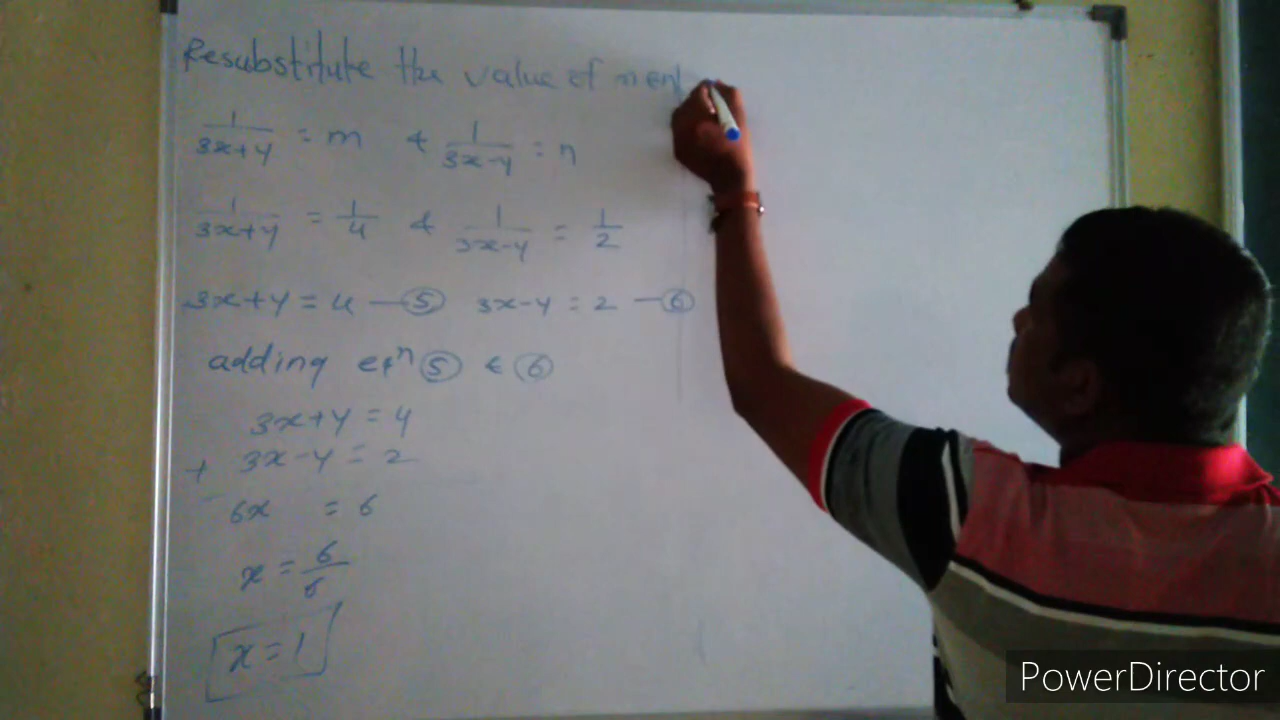 Resubstitute the value of m en
1/3x+y = m & 1/3x-y = n
1/3x+y = 1/4 & 1/3x-y = 1/2
3x+y = 4 —⑤ 3x-y = 2 —⑥
adding eqⁿ ⑤ & ⑥
3x+y = 4
+ 3x-y = 2
6x = 6
x = 6/6
x = 1
PowerDirector